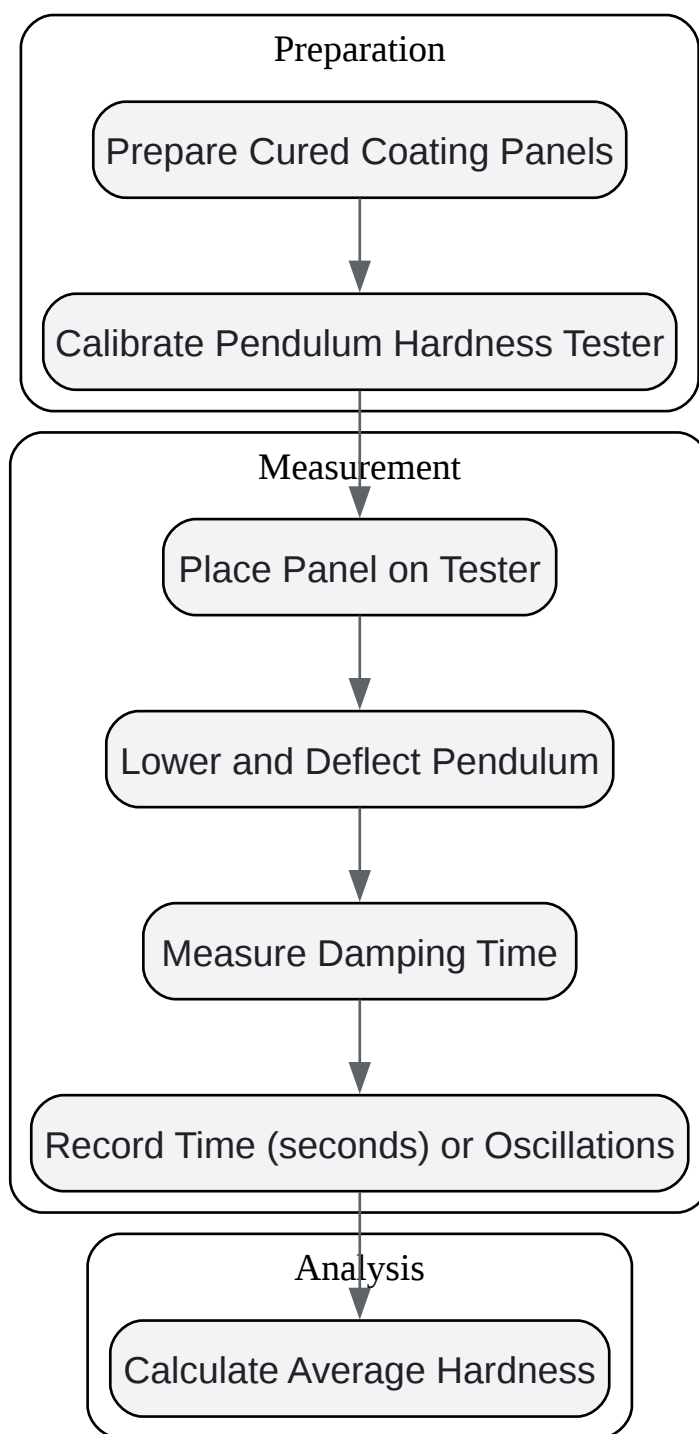 Preparation
Prepare Cured Coating Panels
Calibrate Pendulum Hardness Tester
Measurement
Place Panel on Tester
Lower and Deflect Pendulum
Measure Damping Time
Record Time (seconds) or Oscillations
Analysis
Calculate Average Hardness